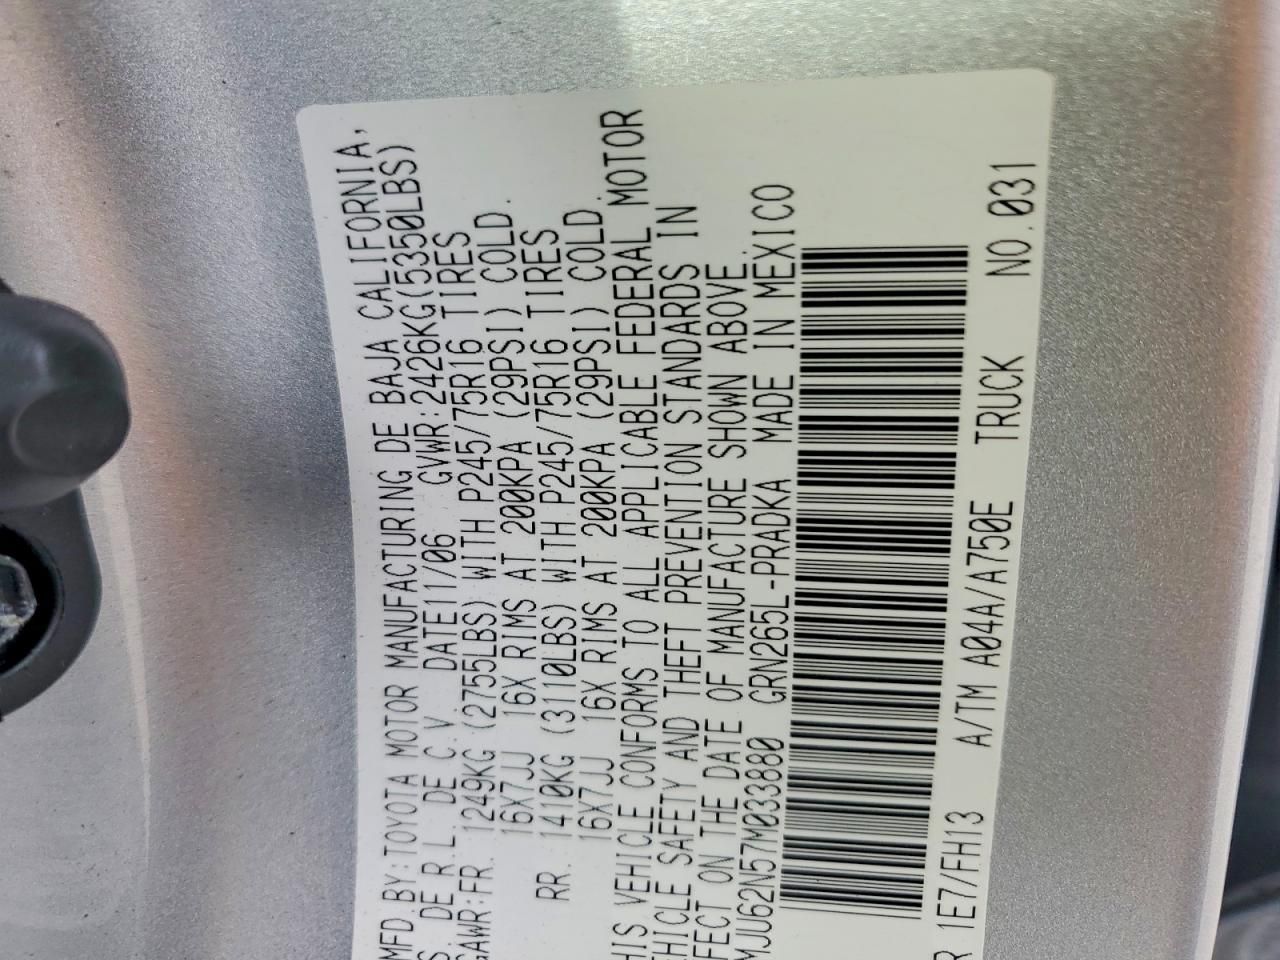 MFD.BY:TOYOTA MOTOR MANUFACTURING DE BAJA CALIFORNIA,
S. DE R.L. DE C.V. DATE11/06 GVWR:2426KG(5350LBS)
GAWR:FR. 1249KG (2755LBS) WITH P245/75R16 TIRES
16X7JJ 16X RIMS AT 200KPA (29PSI) COLD.
RR. 1410KG (3110LBS) WITH P245/75R16 TIRES
16X7JJ 16X RIMS AT 200KPA (29PSI) COLD.
HIS VEHICLE CONFORMS TO ALL APPLICABLE FEDERAL MOTOR
EHICLE SAFETY AND THEFT PREVENTION STANDARDS IN
FFECT ON THE DATE OF MANUFACTURE SHOWN ABOVE.
MJU62N57M033880 GRN265L-PRADKA MADE IN MEXICO
R 1E7/FH13 A/TM A04A/A750E TRUCK NO.031